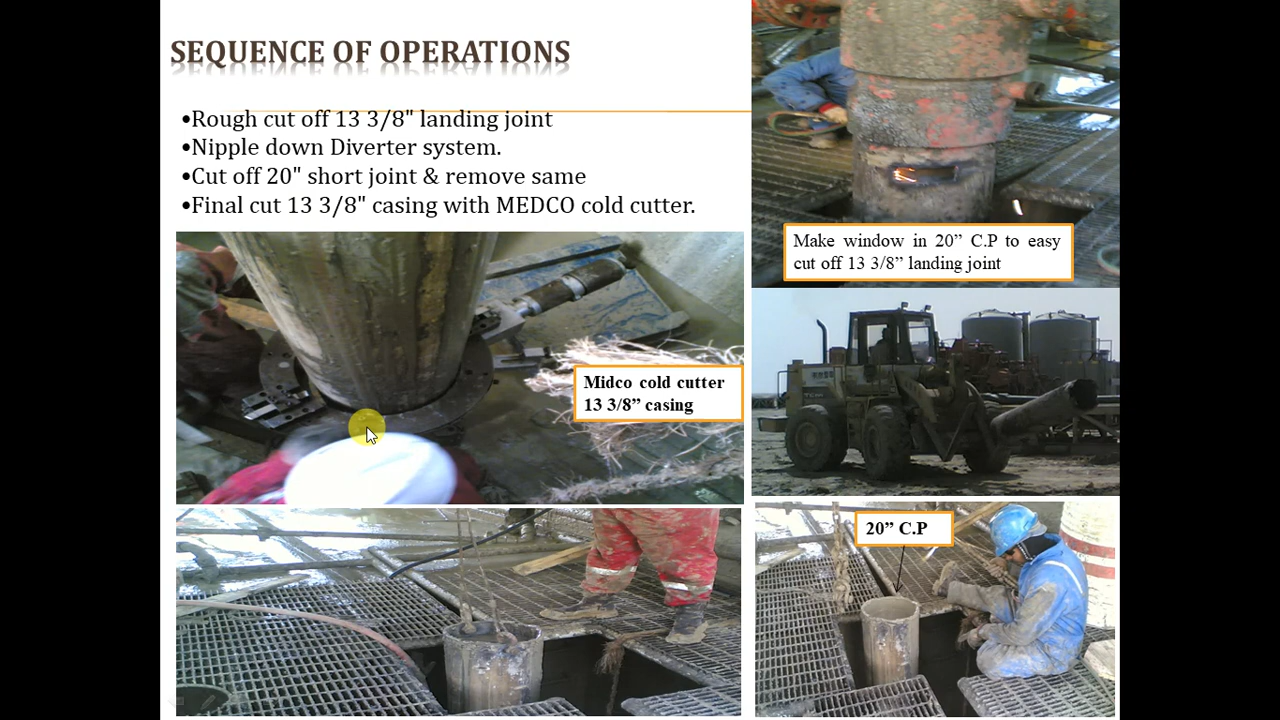 SEQUENCE OF OPERATIONS
•Rough cut off 13 3/8" landing joint
•Nipple down Diverter system.
•Cut off 20" short joint & remove same
•Final cut 13 3/8" casing with MEDCO cold cutter.
Make window in 20” C.P to easy
cut off 13 3/8” landing joint
Midco cold cutter
13 3/8” casing
20” C.P